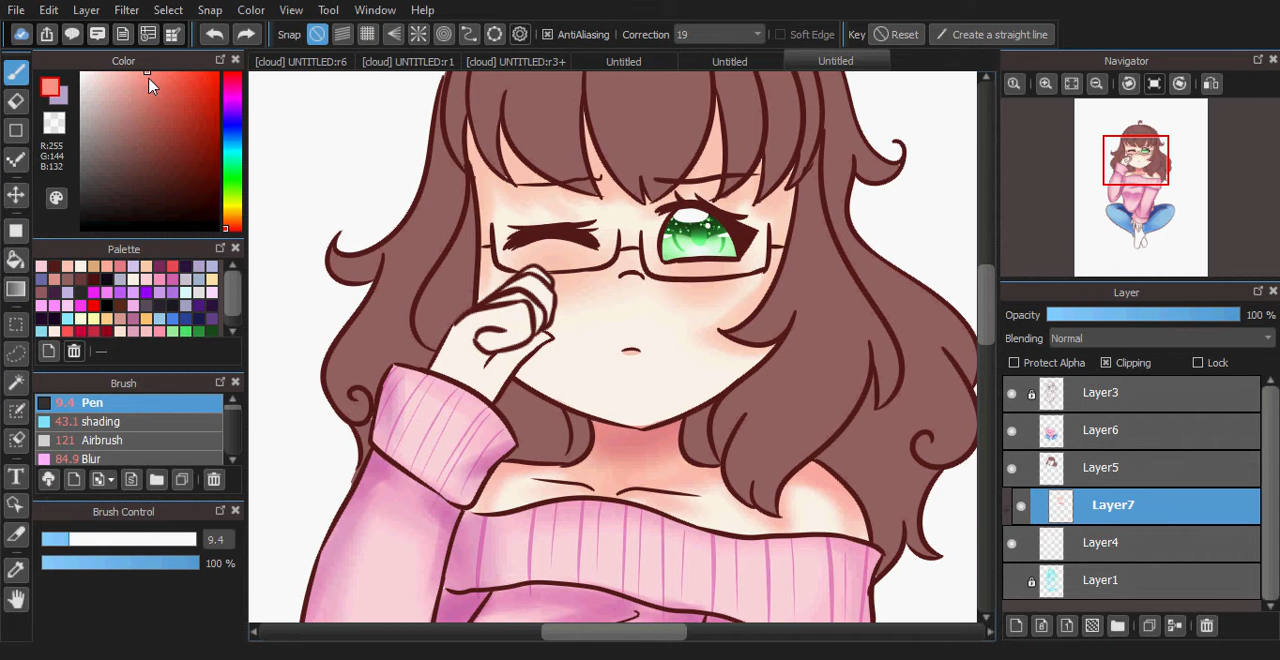 File Edit Layer Filter Select Snap Color View Tool Window Help
Snap AntiAliasing Correction 19 Soft Edge Key Reset Create a straight line
Color
[cloud] UNTITLED:r6 [cloud] UNTITLED:r1 [cloud] UNTITLED:r3+ Untitled Untitled Untitled
Navigator
R:255
G:144
B:132
Palette
Brush
9.4 Pen
43.1 shading
121 Airbrush
84.9 Blur
Brush Control
9.4
100 %
Layer
Opacity 100 %
Blending Normal
Protect Alpha Clipping Lock
Layer3
Layer6
Layer5
Layer7
Layer4
Layer1